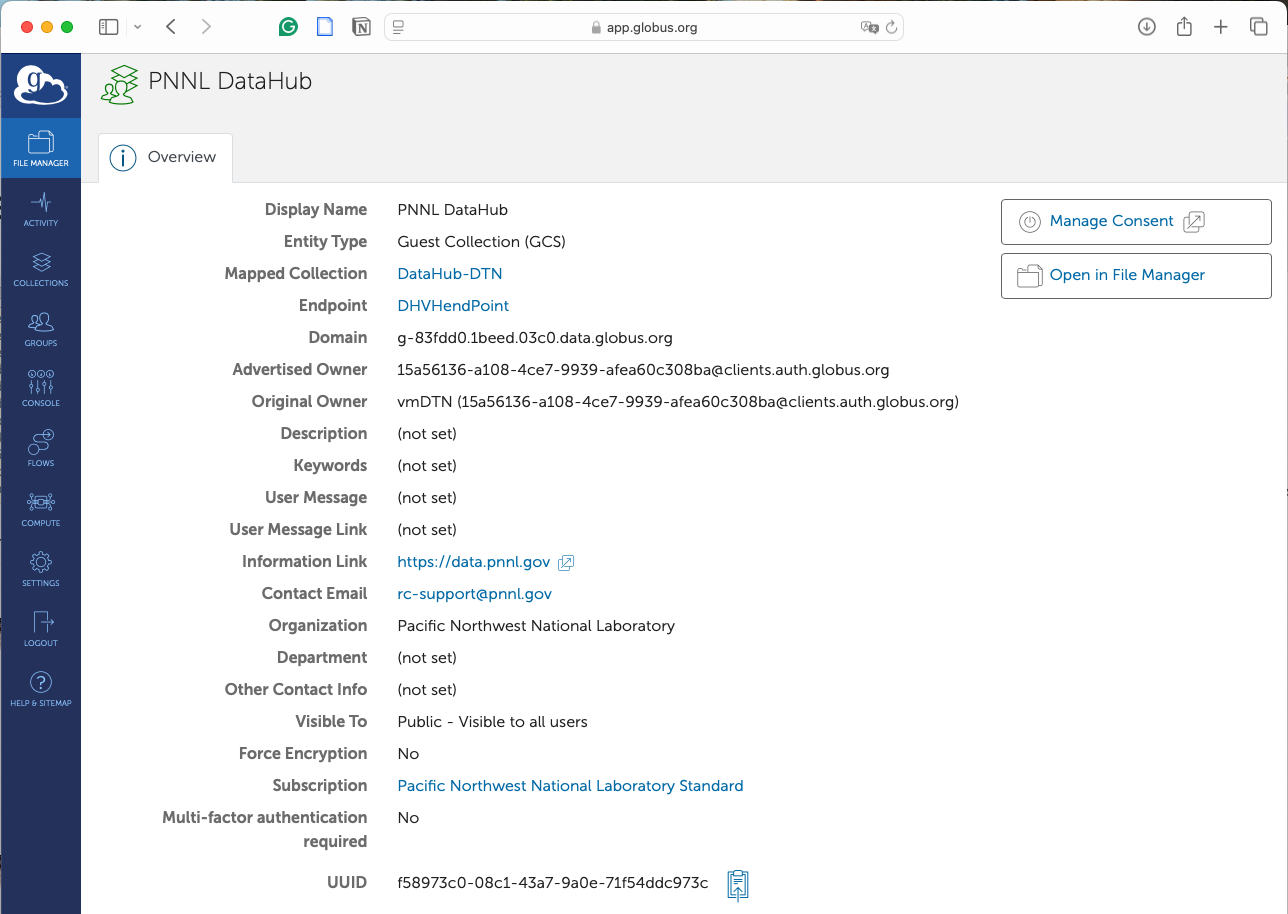 app.globus.org
g
PNNL DataHub
FILE MANAGER
ACTIVITY
COLLECTIONS
GROUPS
CONSOLE
FLOWS
COMPUTE
SETTINGS
LOGOUT
HELP & SITEMAP
Overview
Display Name PNNL DataHub
Entity Type Guest Collection (GCS)
Mapped Collection DataHub-DTN
Endpoint DHVHendPoint
Domain g-83fdd0.1beed.03c0.data.globus.org
Advertised Owner 15a56136-a108-4ce7-9939-afea60c308ba@clients.auth.globus.org
Original Owner vmDTN (15a56136-a108-4ce7-9939-afea60c308ba@clients.auth.globus.org)
Description (not set)
Keywords (not set)
User Message (not set)
User Message Link (not set)
Information Link https://data.pnnl.gov
Contact Email rc-support@pnnl.gov
Organization Pacific Northwest National Laboratory
Department (not set)
Other Contact Info (not set)
Visible To Public - Visible to all users
Force Encryption No
Subscription Pacific Northwest National Laboratory Standard
Multi-factor authentication No
required
UUID f58973c0-08c1-43a7-9a0e-71f54ddc973c
Manage Consent
Open in File Manager